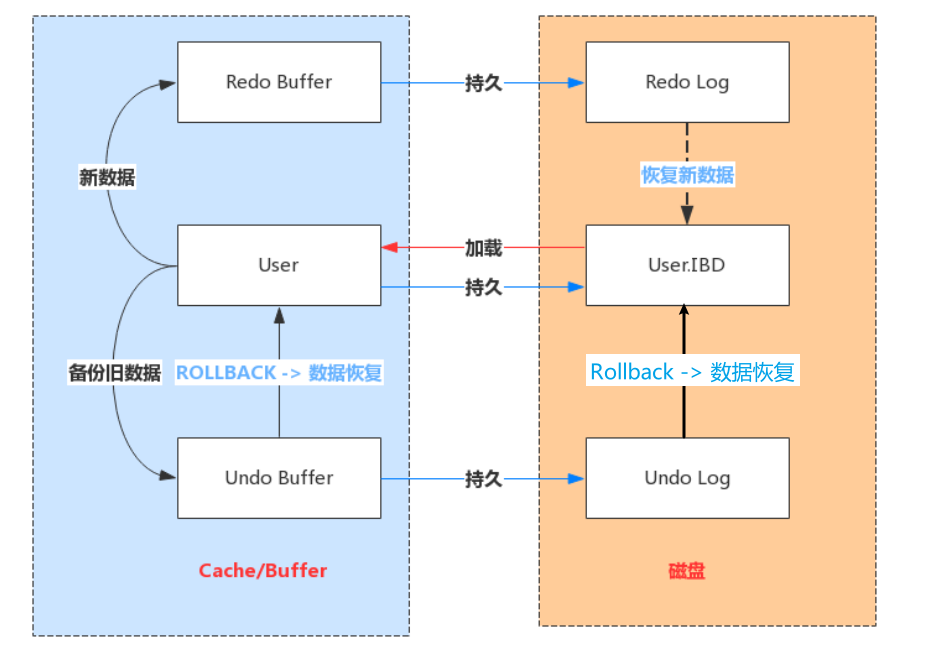 Redo Buffer
持久
Redo Log
新数据
恢复新数据
User
加载
持久
User.IBD
备份旧数据
ROLLBACK -> 数据恢复
Rollback -> 数据恢复
Undo Buffer
持久
Undo Log
Cache/Buffer
磁盘